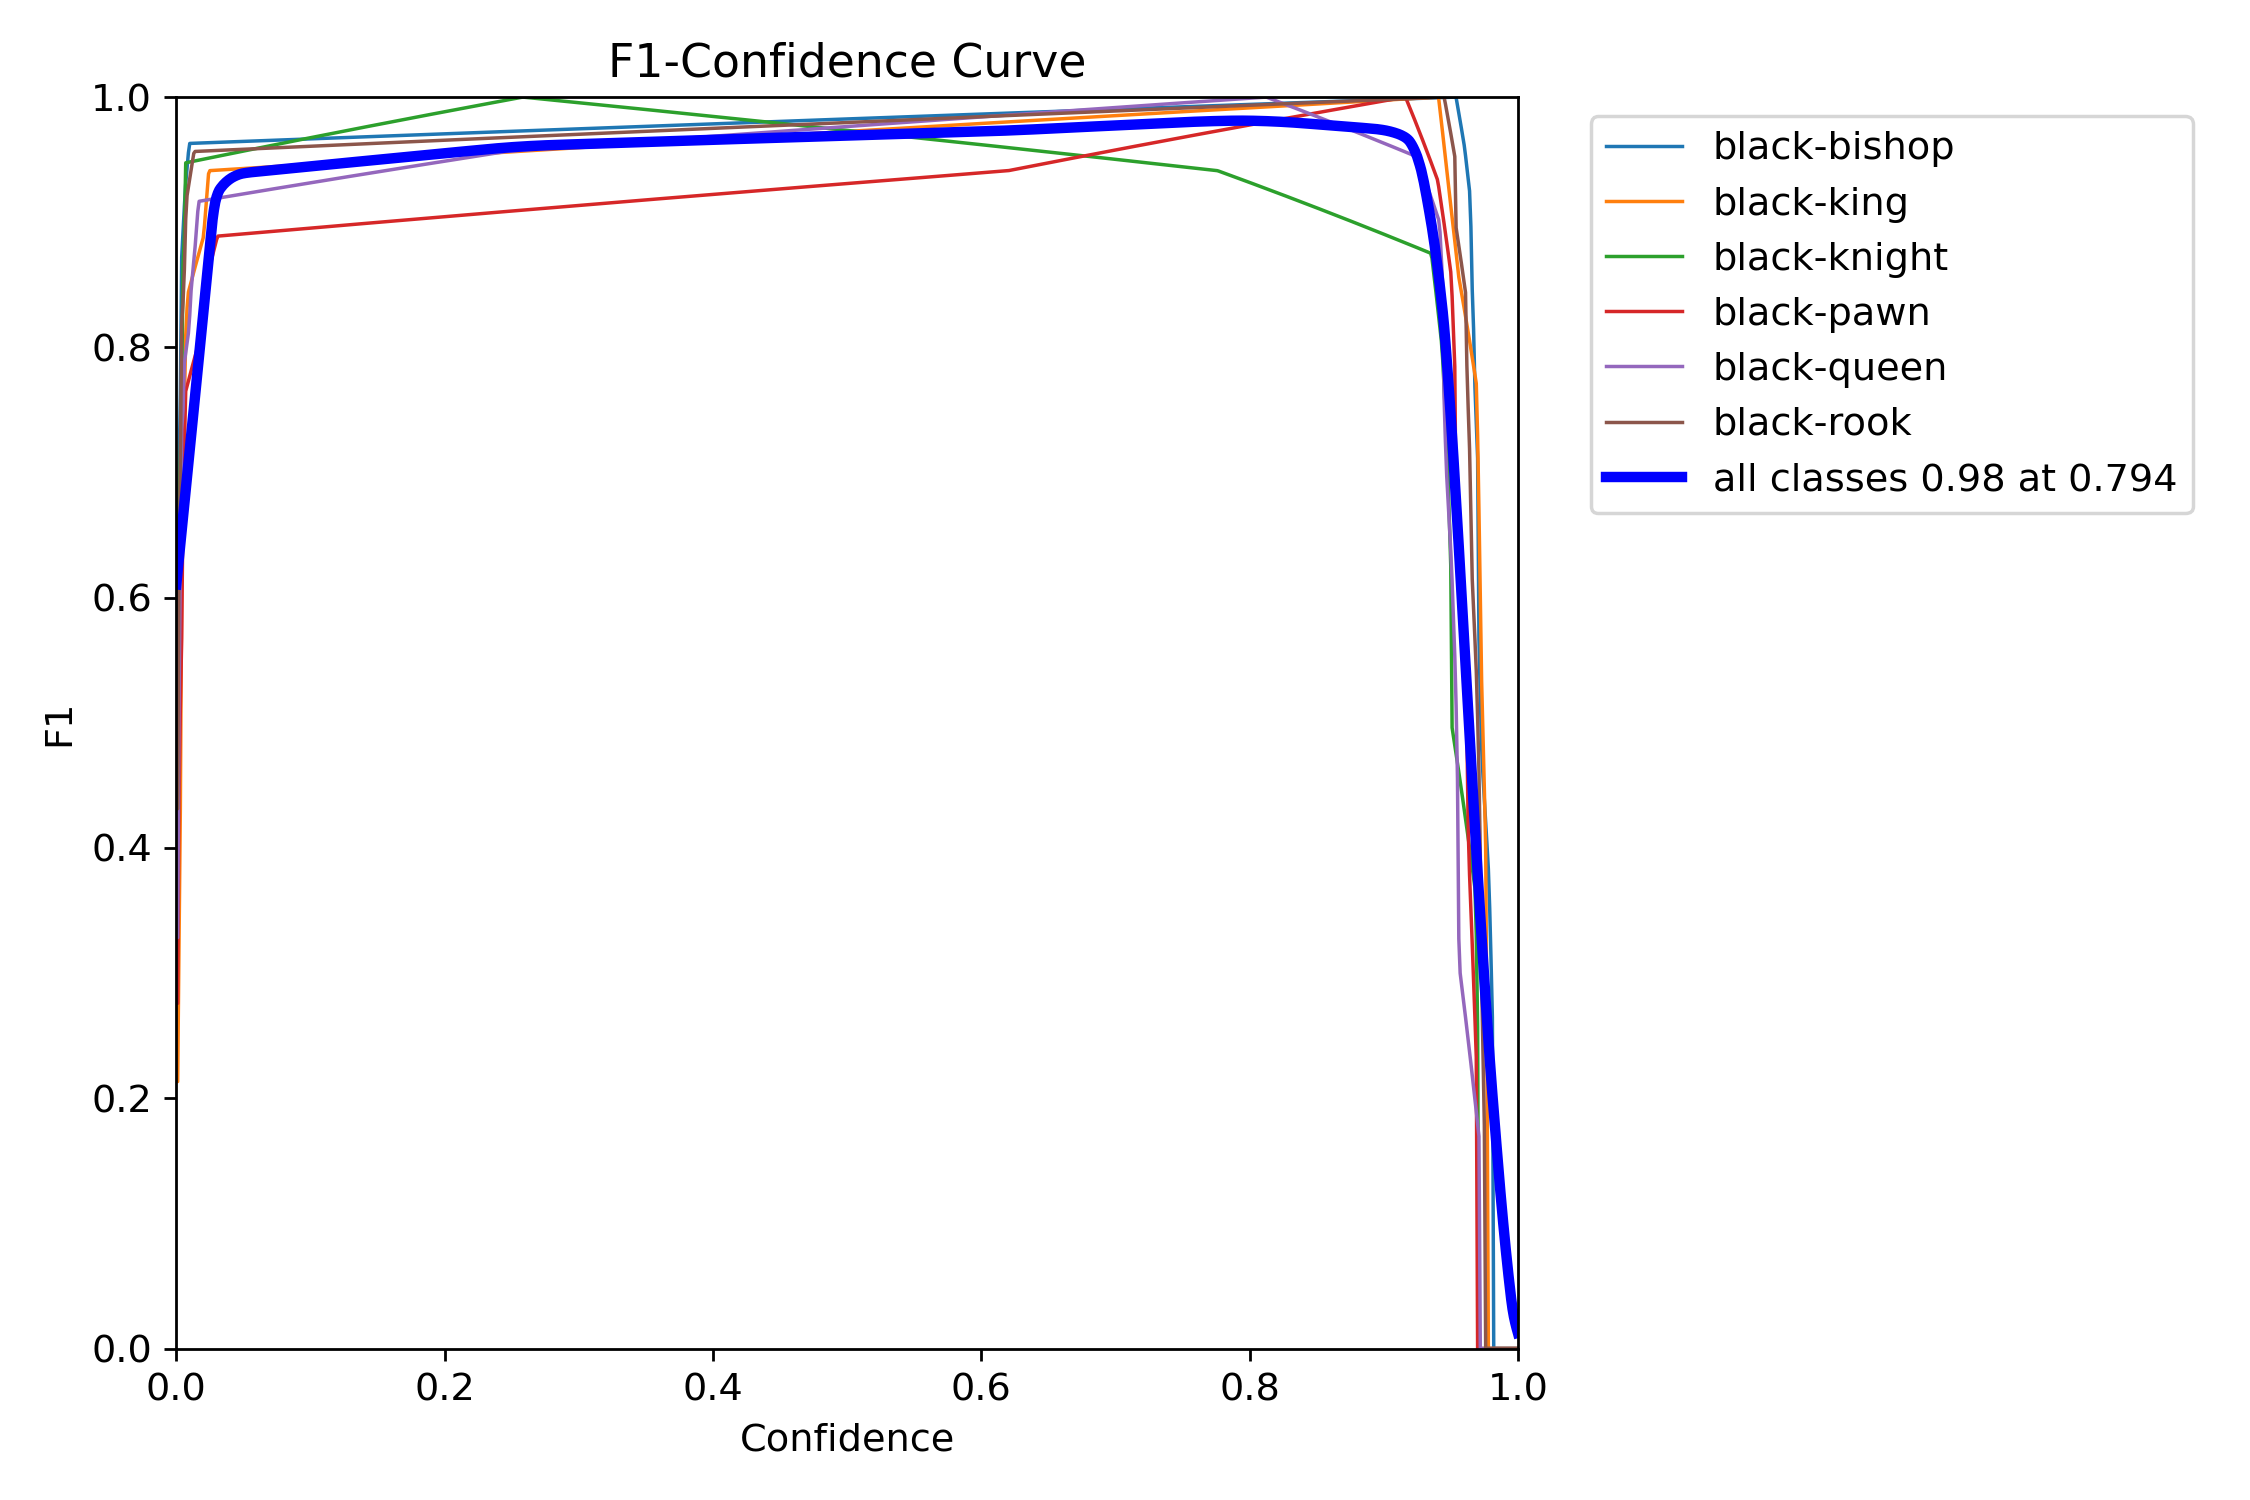 F1-Confidence Curve
1.0
0.8
0.6
0.4
0.2
0.0
F1
0.0 0.2 0.4 0.6 0.8 1.0
Confidence
black-bishop
black-king
black-knight
black-pawn
black-queen
black-rook
all classes 0.98 at 0.794